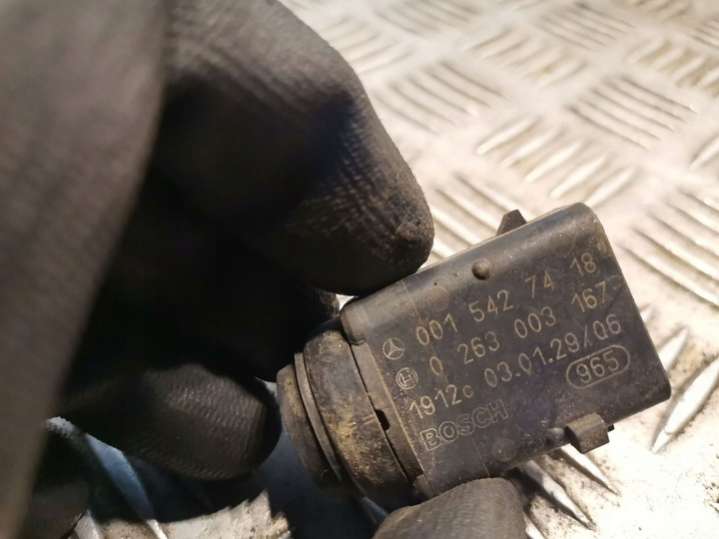 001 542 74 18
0 263 003 167
1912c 03.01.29/06
BOSCH 965